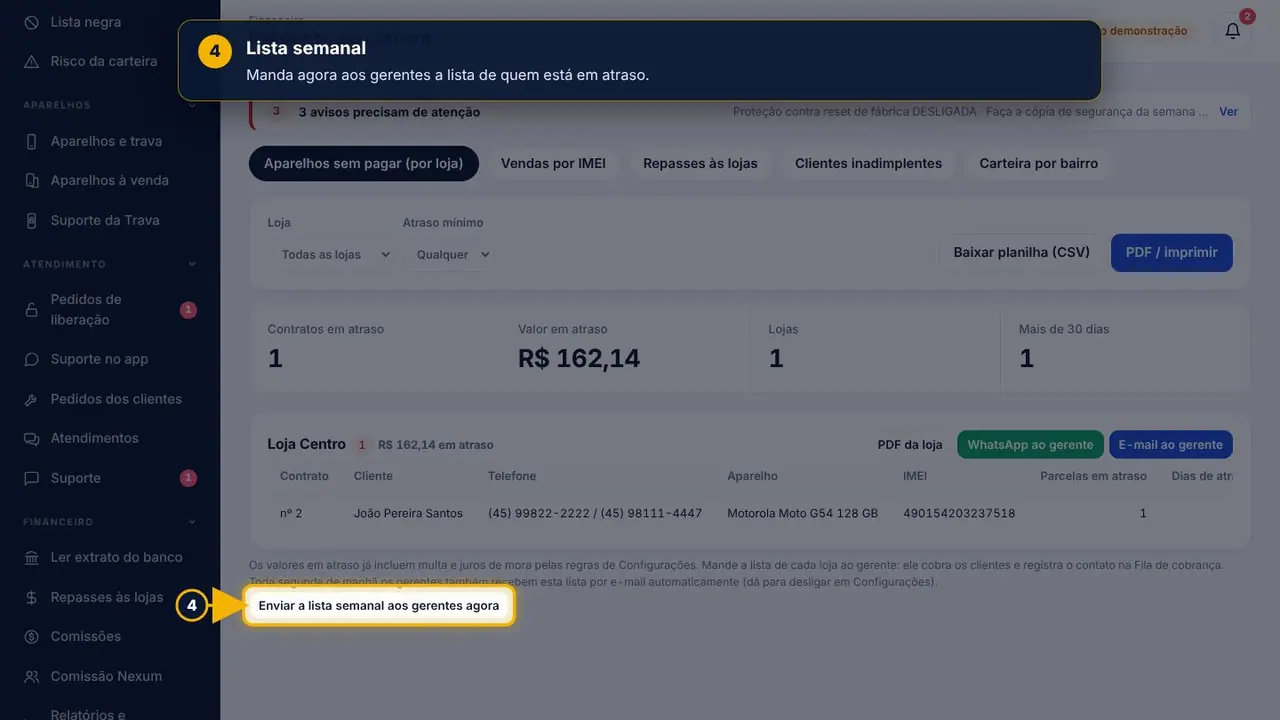 Lista negra
Risco da carteira
APARELHOS
Aparelhos e trava
Aparelhos à venda
Suporte da Trava
ATENDIMENTO
Pedidos de
liberação
1
Suporte no app
Pedidos dos clientes
Atendimentos
Suporte
1
FINANCEIRO
Ler extrato do banco
Repasses às lojas
Comissões
Comissão Nexum
Relatórios e
Financeiro
4
Lista semanal
Manda agora aos gerentes a lista de quem está em atraso.
o demonstração
2
3
3 avisos precisam de atenção
Proteção contra reset de fábrica DESLIGADA · Faça a cópia de segurança da semana ...
Ver
Aparelhos sem pagar (por loja)
Vendas por IMEI
Repasses às lojas
Clientes inadimplentes
Carteira por bairro
Loja
Atraso mínimo
Todas as lojas
Qualquer
Baixar planilha (CSV)
PDF / imprimir
Contratos em atraso
Valor em atraso
Lojas
Mais de 30 dias
1
R$ 162,14
1
1
Loja Centro 1 R$ 162,14 em atraso
PDF da loja
WhatsApp ao gerente
E-mail ao gerente
Contrato Cliente Telefone Aparelho IMEI Parcelas em atraso Dias de atr
nº 2 João Pereira Santos (45) 99822-2222 / (45) 98111-4447 Motorola Moto G54 128 GB 490154203237518 1
Os valores em atraso já incluem multa e juros de mora pelas regras de Configurações. Mande a lista de cada loja ao gerente: ele cobra os clientes e registra o contato na Fila de cobrança.
Toda segunda de manhã os gerentes também recebem esta lista por e-mail automaticamente (dá para desligar em Configurações).
4
Enviar a lista semanal aos gerentes agora